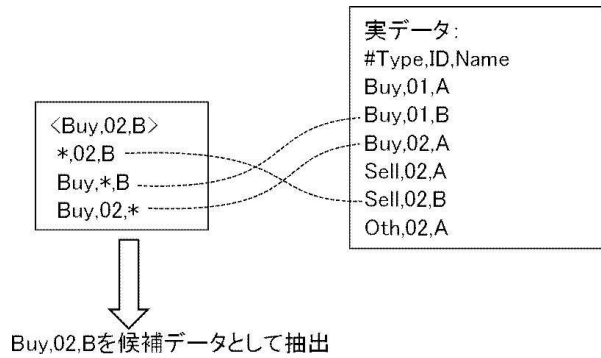 <Buy,02,B>
*,02,B
Buy,*,B
Buy,02,*
実データ:
#Type,ID,Name
Buy,01,A
Buy,01,B
Buy,02,A
Sell,02,A
Sell,02,B
Oth,02,A
Buy,02,Bを候補データとして抽出